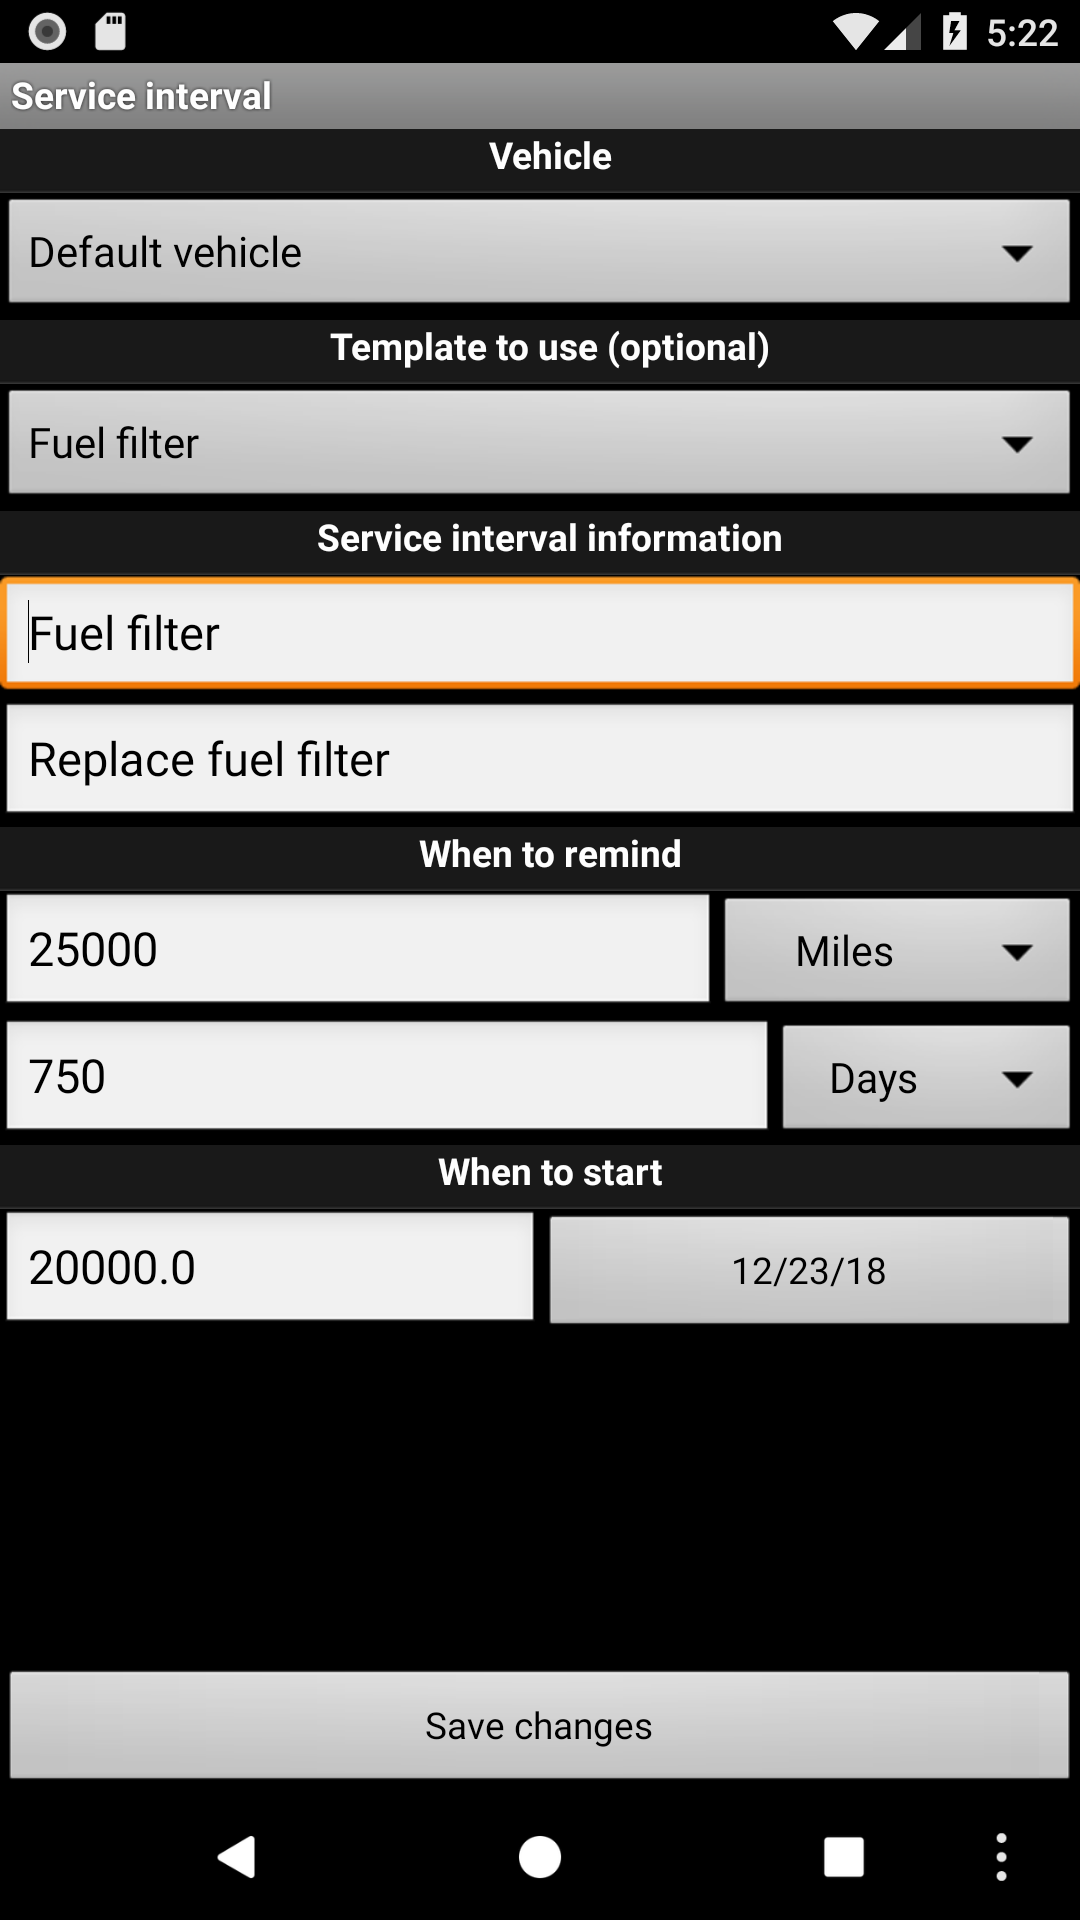 5:22
Service interval
Vehicle
Default vehicle
Template to use (optional)
Fuel filter
Service interval information
Fuel filter
Replace fuel filter
When to remind
25000 Miles
750 Days
When to start
20000.0 12/23/18
Save changes